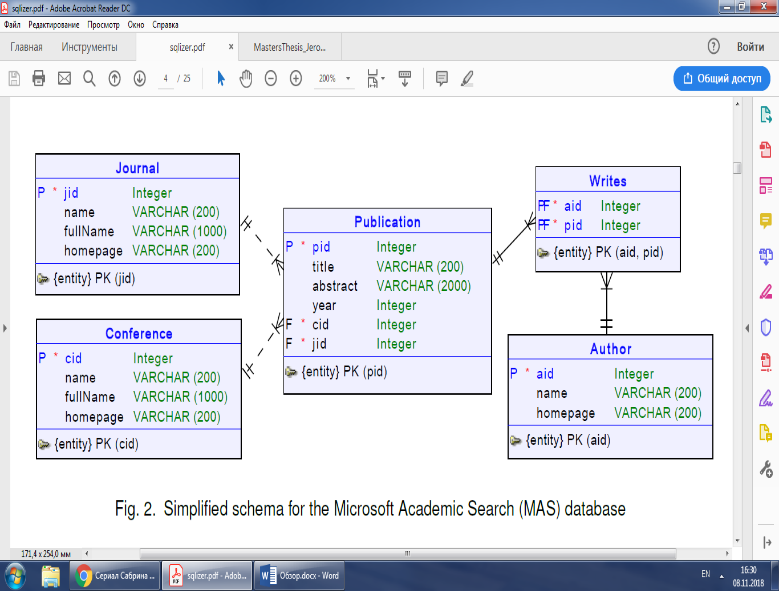 sqlizer.pdf - Adobe Acrobat Reader DC
Файл Редактирование Просмотр Окно Справка
Главная Инструменты sqlizer.pdf × MastersThesis_Jero... Войти
4 / 25 200% Общий доступ
Journal
P * jid Integer
name VARCHAR (200)
fullName VARCHAR (1000)
homepage VARCHAR (200)
{entity} PK (jid)
Conference
P * cid Integer
name VARCHAR (200)
fullName VARCHAR (1000)
homepage VARCHAR (200)
{entity} PK (cid)
Publication
P * pid Integer
title VARCHAR (200)
abstract VARCHAR (2000)
year Integer
F * cid Integer
F * jid Integer
{entity} PK (pid)
Writes
PF * aid Integer
PF * pid Integer
{entity} PK (aid, pid)
Author
P * aid Integer
name VARCHAR (200)
homepage VARCHAR (200)
{entity} PK (aid)
Fig. 2. Simplified schema for the Microsoft Academic Search (MAS) database
171,4 x 254,0 мм
Сериал Сабрина ... sqlizer.pdf - Adob... Обзор.docx - Word EN 16:30
08.11.2018